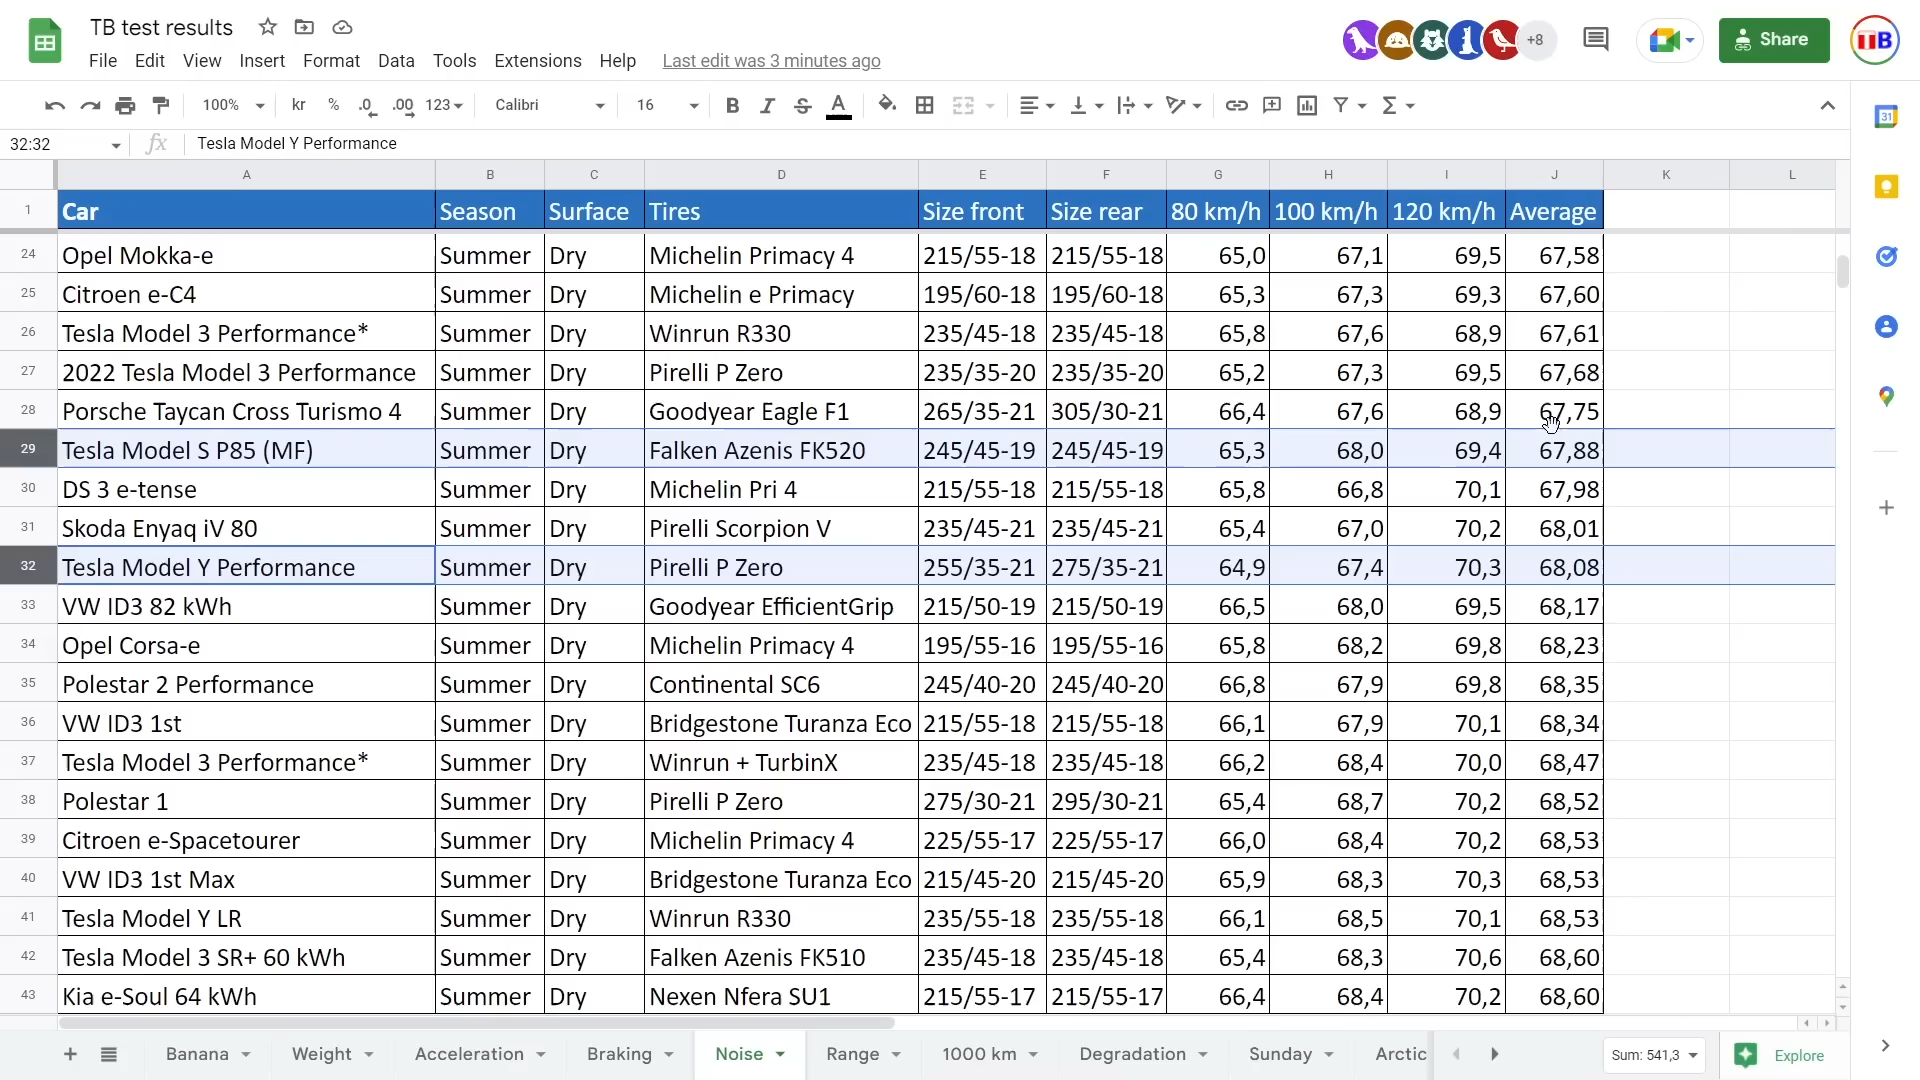 TB test results
File Edit View Insert Format Data Tools Extensions Help Last edit was 3 minutes ago
+8
Share
TTB
100% kr % .0 .00 123 Calibri 16 B I S A
31
32:32 fx Tesla Model Y Performance
A B C D E F G H I J K L
1 Car Season Surface Tires Size front Size rear 80 km/h 100 km/h 120 km/h Average
24 Opel Mokka-e Summer Dry Michelin Primacy 4 215/55-18 215/55-18 65,0 67,1 69,5 67,58
25 Citroen e-C4 Summer Dry Michelin e Primacy 195/60-18 195/60-18 65,3 67,3 69,3 67,60
26 Tesla Model 3 Performance* Summer Dry Winrun R330 235/45-18 235/45-18 65,8 67,6 68,9 67,61
27 2022 Tesla Model 3 Performance Summer Dry Pirelli P Zero 235/35-20 235/35-20 65,2 67,3 69,5 67,68
28 Porsche Taycan Cross Turismo 4 Summer Dry Goodyear Eagle F1 265/35-21 305/30-21 66,4 67,6 68,9 67,75
29 Tesla Model S P85 (MF) Summer Dry Falken Azenis FK520 245/45-19 245/45-19 65,3 68,0 69,4 67,88
30 DS 3 e-tense Summer Dry Michelin Pri 4 215/55-18 215/55-18 65,8 66,8 70,1 67,98
31 Skoda Enyaq iV 80 Summer Dry Pirelli Scorpion V 235/45-21 235/45-21 65,4 67,0 70,2 68,01
32 Tesla Model Y Performance Summer Dry Pirelli P Zero 255/35-21 275/35-21 64,9 67,4 70,3 68,08
33 VW ID3 82 kWh Summer Dry Goodyear EfficientGrip 215/50-19 215/50-19 66,5 68,0 69,5 68,17
34 Opel Corsa-e Summer Dry Michelin Primacy 4 195/55-16 195/55-16 65,8 68,2 69,8 68,23
35 Polestar 2 Performance Summer Dry Continental SC6 245/40-20 245/40-20 66,8 67,9 69,8 68,35
36 VW ID3 1st Summer Dry Bridgestone Turanza Eco 215/55-18 215/55-18 66,1 67,9 70,1 68,34
37 Tesla Model 3 Performance* Summer Dry Winrun + TurbinX 235/45-18 235/45-18 66,2 68,4 70,0 68,47
38 Polestar 1 Summer Dry Pirelli P Zero 275/30-21 295/30-21 65,4 68,7 70,2 68,52
39 Citroen e-Spacetourer Summer Dry Michelin Primacy 4 225/55-17 225/55-17 66,0 68,4 70,2 68,53
40 VW ID3 1st Max Summer Dry Bridgestone Turanza Eco 215/45-20 215/45-20 65,9 68,3 70,3 68,53
41 Tesla Model Y LR Summer Dry Winrun R330 235/55-18 235/55-18 66,1 68,5 70,1 68,53
42 Tesla Model 3 SR+ 60 kWh Summer Dry Falken Azenis FK510 235/45-18 235/45-18 65,4 68,3 70,6 68,60
43 Kia e-Soul 64 kWh Summer Dry Nexen Nfera SU1 215/55-17 215/55-17 66,4 68,4 70,2 68,60
Banana Weight Acceleration Braking Noise Range 1000 km Degradation Sunday Arctic Sum: 541,3 Explore